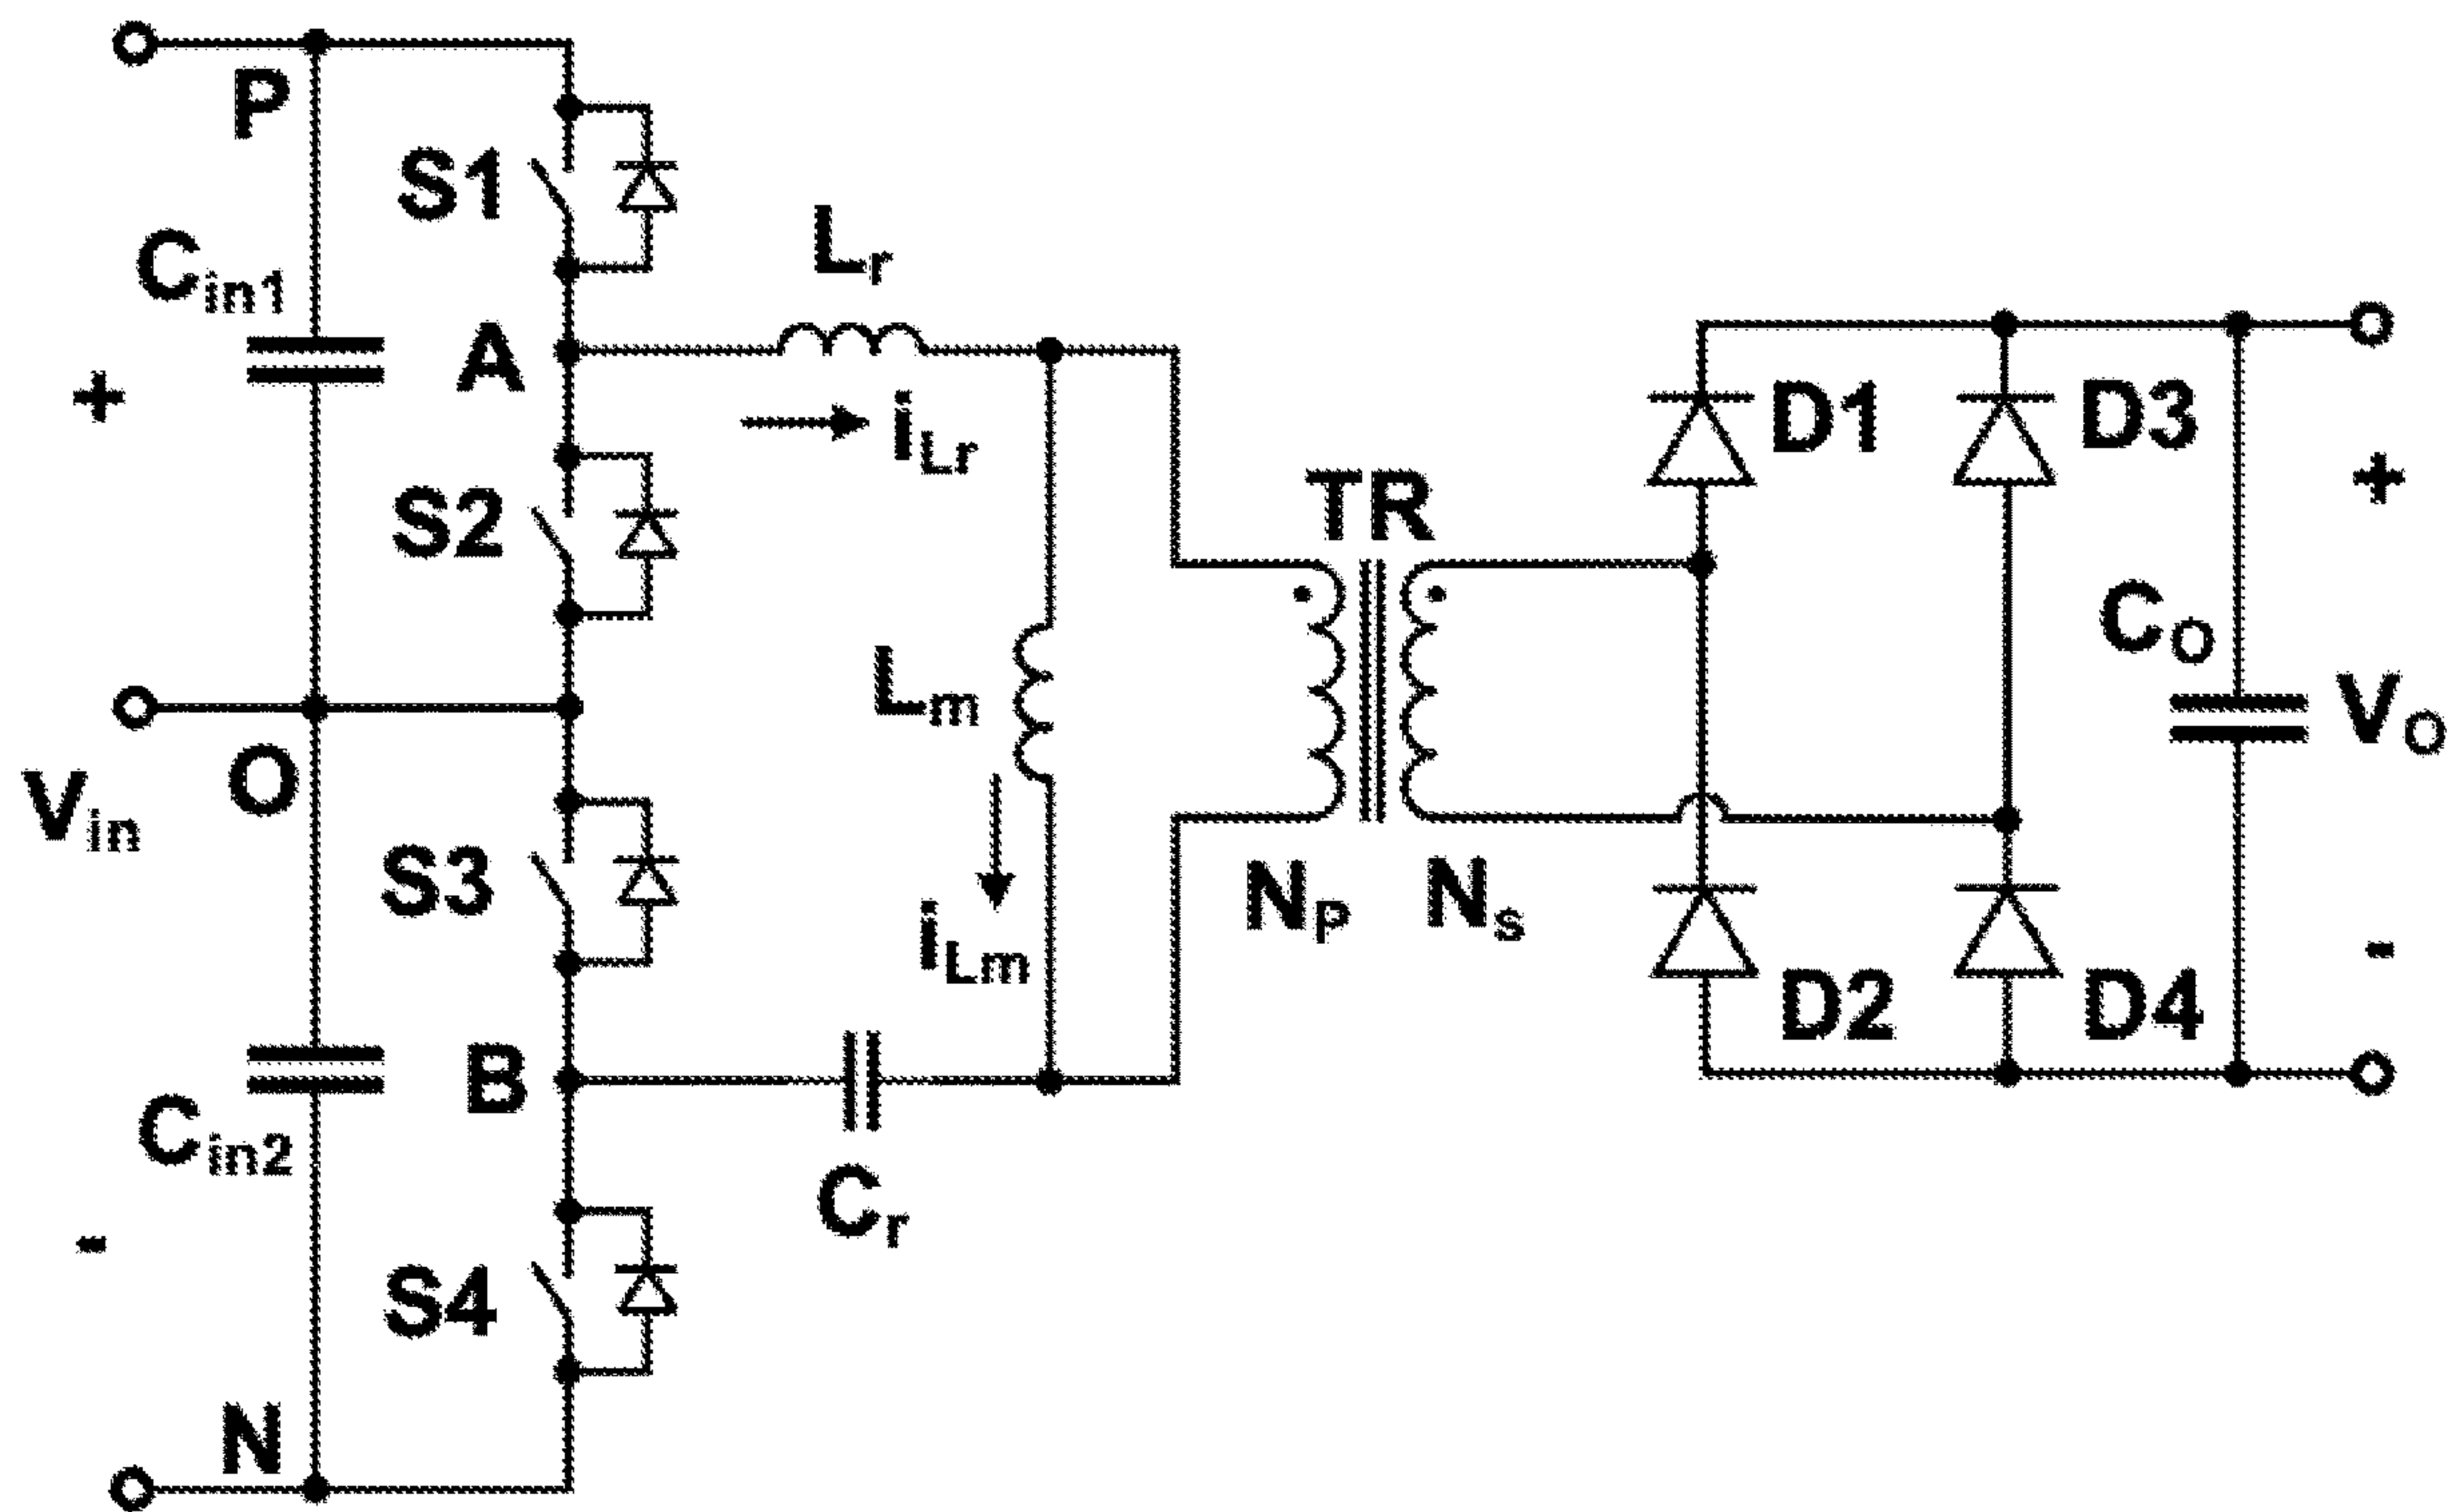 P
S1
Cin1
Lr
A
+
iLr
D1
D3
S2
TR
+
CO
Lm
VO
O
Vin
S3
NP
Ns
iLm
-
D2
D4
B
Cin2
Cr
-
S4
N